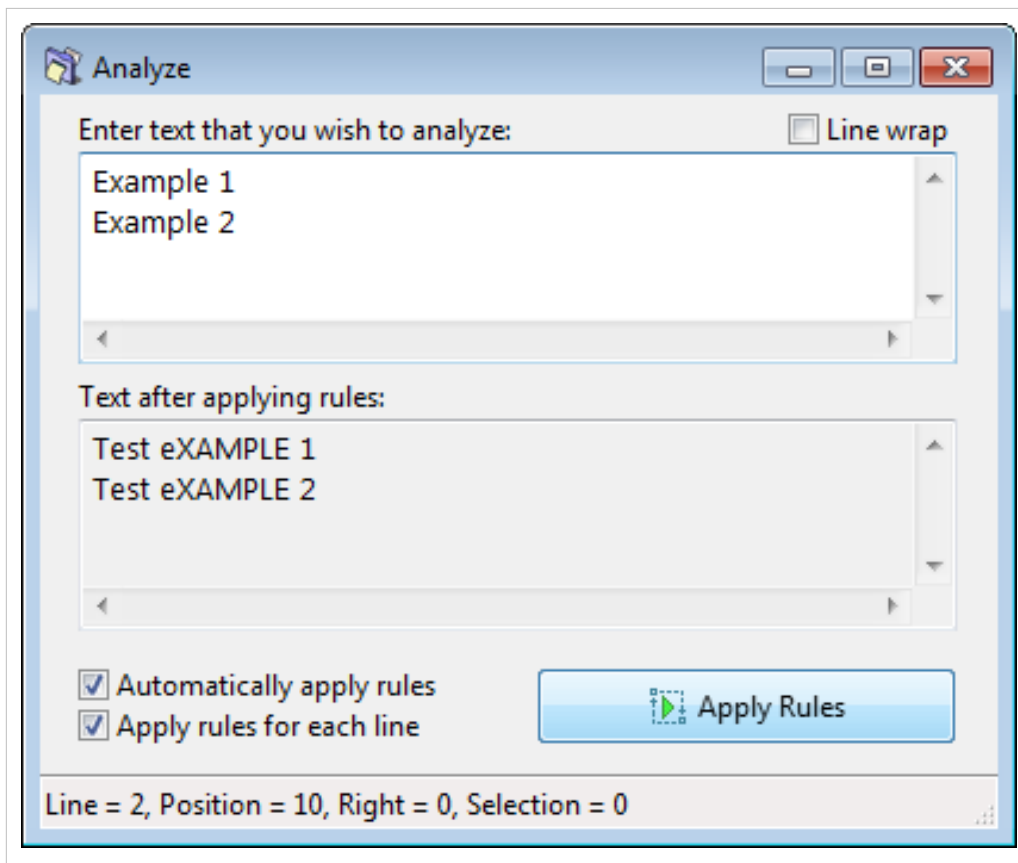 Analyze
Enter text that you wish to analyze:
Line wrap
Example 1
Example 2
Text after applying rules:
Test eXAMPLE 1
Test eXAMPLE 2
Automatically apply rules
Apply rules for each line
Apply Rules
Line = 2, Position = 10, Right = 0, Selection = 0